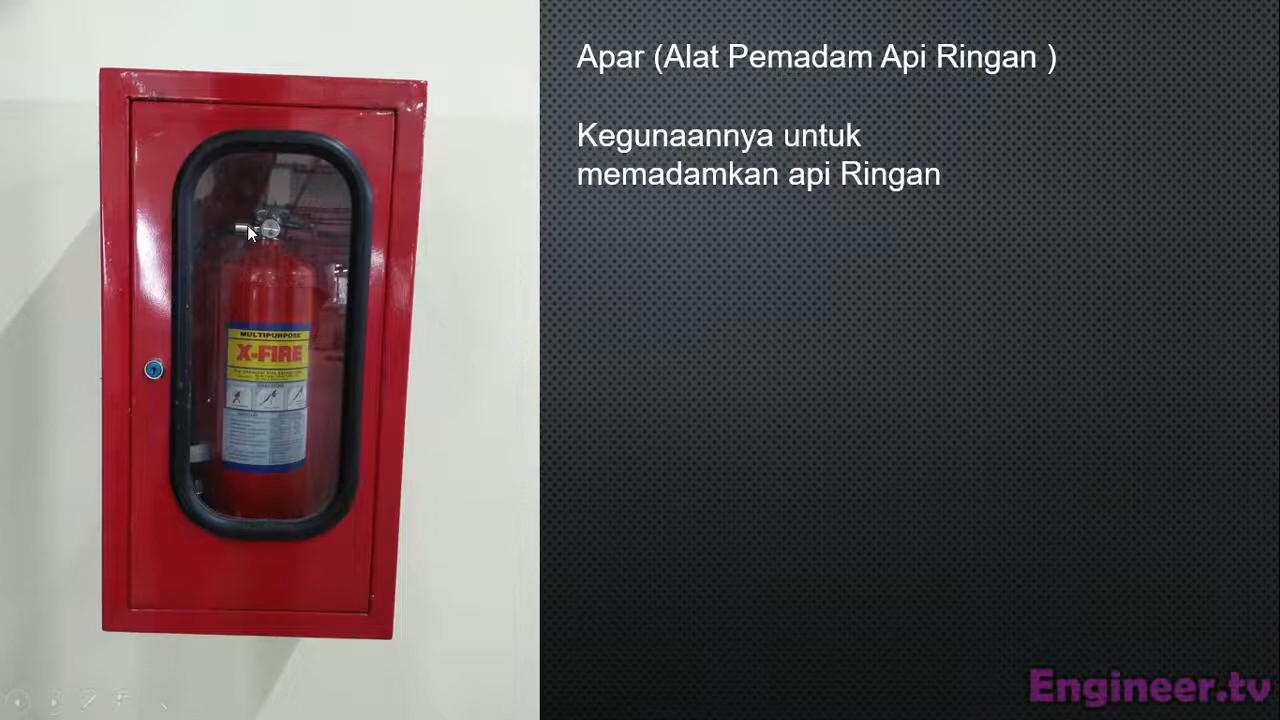 Apar (Alat Pemadam Api Ringan )
Kegunaannya untuk
memadamkan api Ringan
MULTIPURPOSE
X-FIRE
Engineer.tv